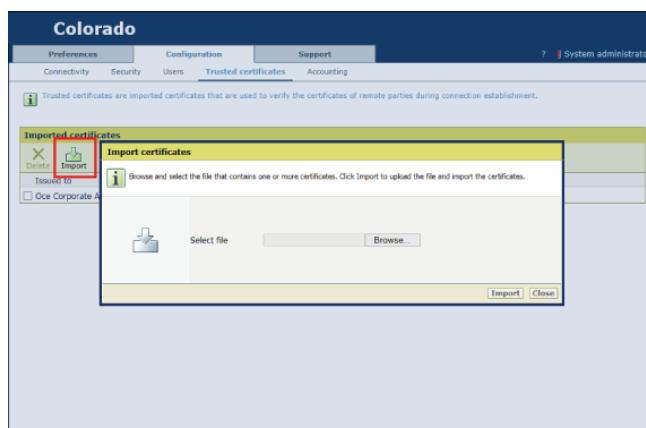 Colorado
Preferences Configuration Support ? System administrato
Connectivity Security Users Trusted certificates Accounting
Trusted certificates are imported certificates that are used to verify the certificates of remote parties during connection establishment.
Imported certificates
Delete Import
Issued to
Oce Corporate A
Import certificates
Browse and select the file that contains one or more certificates. Click Import to upload the file and import the certificates.
Select file Browse...
Import Close